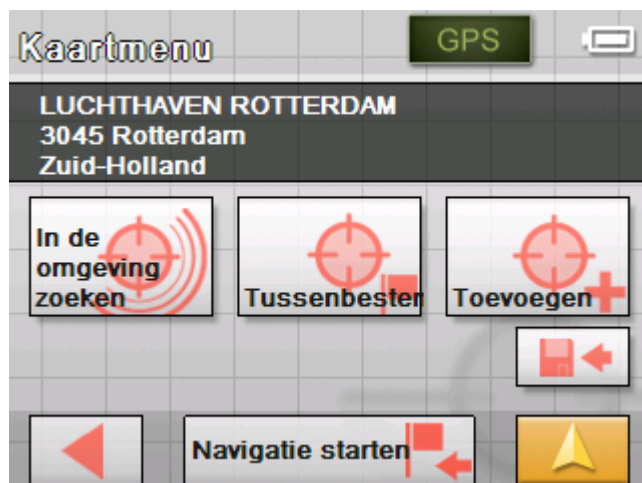 Kaartmenu
GPS
LUCHTHAVEN ROTTERDAM
3045 Rotterdam
Zuid-Holland
In de
omgeving
zoeken
Tussenbester
Toevoegen
Navigatie starten